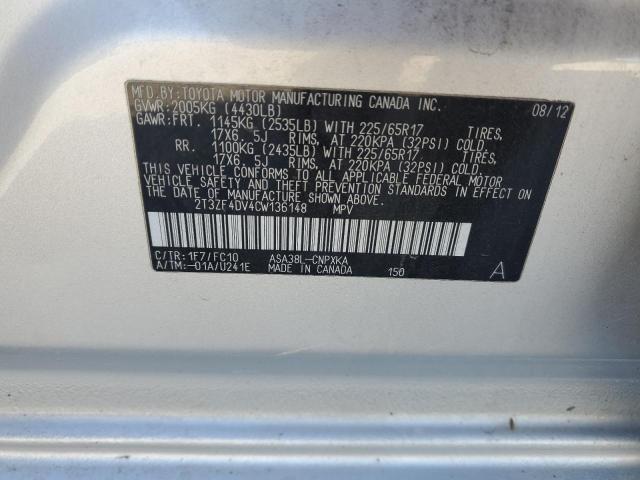 MFD. BY:TOYOTA MOTOR MANUFACTURING CANADA INC.
08/12
GVWR:2005KG (4430LB)
GAWR:FRT. 1145KG (2535LB) WITH 225/65R17 TIRES,
17X6. 5J RIMS, AT 220KPA (32PSI) COLD.
RR. 1100KG (2435LB) WITH 225/65R17 TIRES,
17X6. 5J RIMS, AT 220KPA (32PSI) COLD.
THIS VEHICLE CONFORMS TO ALL APPLICABLE FEDERAL MOTOR
VEHICLE SAFETY AND BUMPER STANDARDS IN EFFECT ON
THE DATE OF MANUFACTURE SHOWN ABOVE.
2T3ZF4DV4CW136148 MPV
C/TR:1F7/FC10 ASA38L-CNPXKA
A/TM:-01A/U241E MADE IN CANADA 150 A